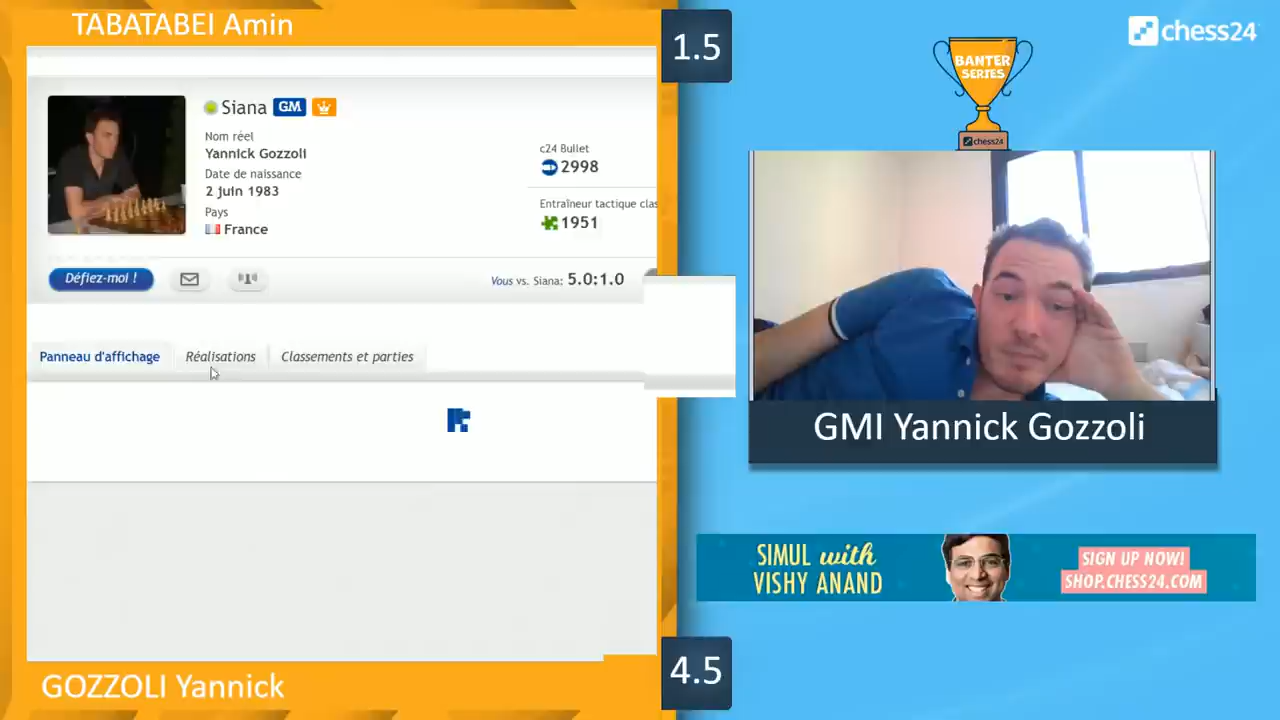 TABATABEI Amin
1.5
chess24
BANTER
SERIES
chess24
Siana GM
Nom réel
Yannick Gozzoli
Date de naissance
2 juin 1983
Pays
France
c24 Bullet
2998
Entraîneur tactique clas
1951
Défiez-moi !
Vous vs. Siana: 5.0:1.0
Panneau d'affichage
Réalisations
Classements et parties
GMI Yannick Gozzoli
SIMUL with
VISHY ANAND
SIGN UP NOW!
SHOP.CHESS24.COM
GOZZOLI Yannick
4.5